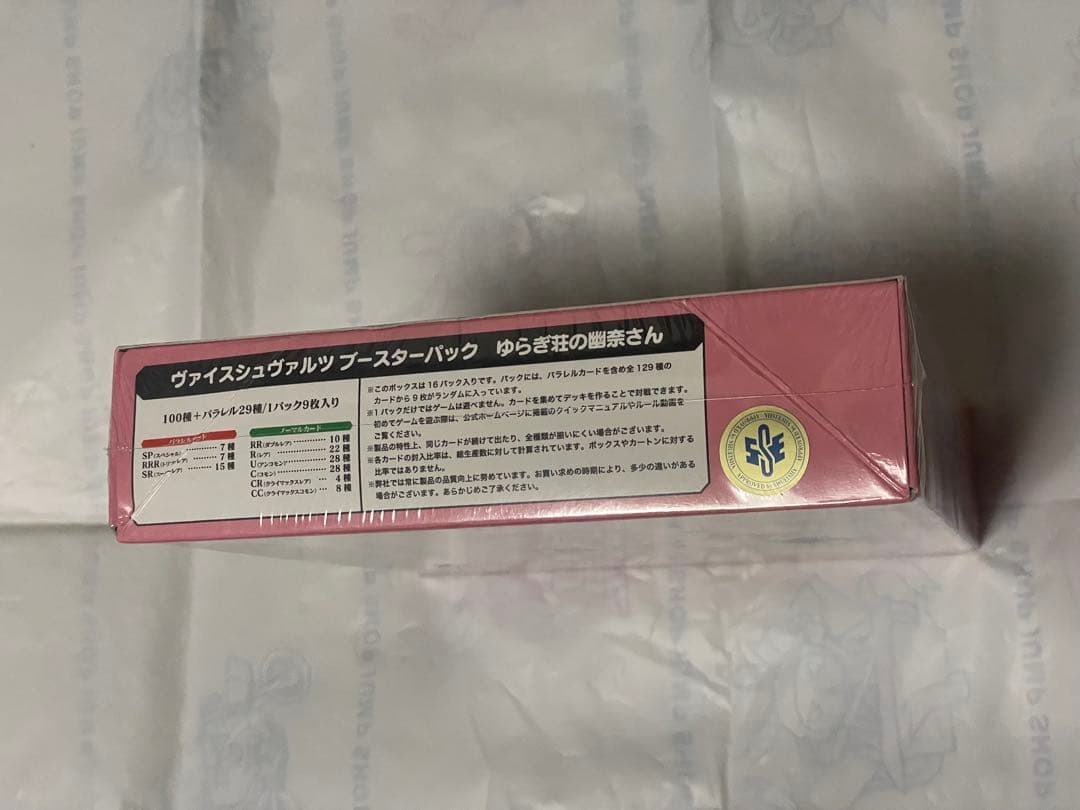 ヴァイスシュヴァルツ ブースターパック ゆらぎ荘の幽奈さん
100種＋パラレル29種/1パック9枚入り
パラレルカード
SP(スペシャル)………… 7種
RRR(トリプルレア)…… 7種
SR(スーパーレア)…… 15種
ノーマルカード
RR(ダブルレア)………… 10種
R(レア)………………… 22種
U(アンコモン)………… 28種
C(コモン)……………… 28種
CR(クライマックスレア)… 4種
CC(クライマックスコモン)… 8種
※このボックスは16パック入りです。パックには、パラレルカードを含め全129種の
カードから9枚がランダムに入っています。
※1パックだけではゲームは遊べません。カードを集めてデッキを作ることで対戦できます。
初めてゲームを遊ぶ際は、公式ホームページに掲載のクイックマニュアルやルール動画を
ご覧ください。
※製品の特性上、同じカードが続けて出たり、全種類が揃いにくい場合がございます。
※各カードの封入比率は、総生産数に対して計算されています。ボックスやカートンに対する
比率ではありません。
※弊社では常に製品の品質向上に努めています。お買い求めの時期により、多少の違いがある
場合がございます。あらかじめご了承ください。
APPROVED by SHUEISHA
JUMP SHOP